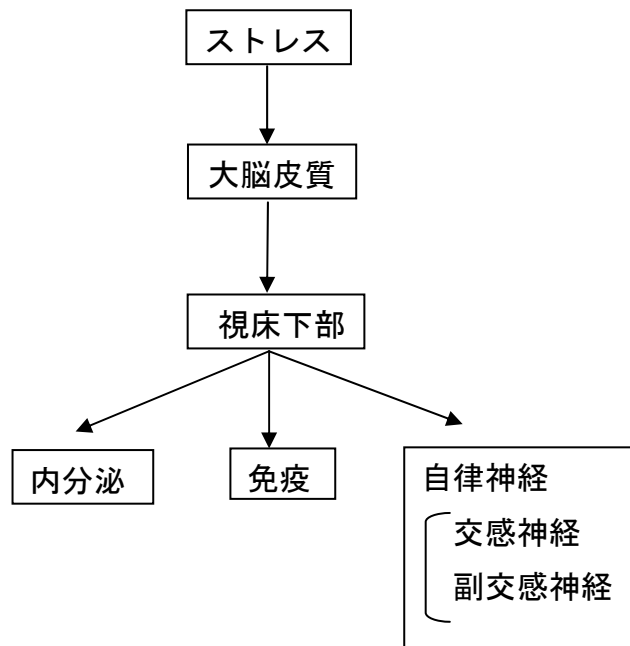 ストレス
大脳皮質
視床下部
内分泌
免疫
自律神経
交感神経
副交感神経